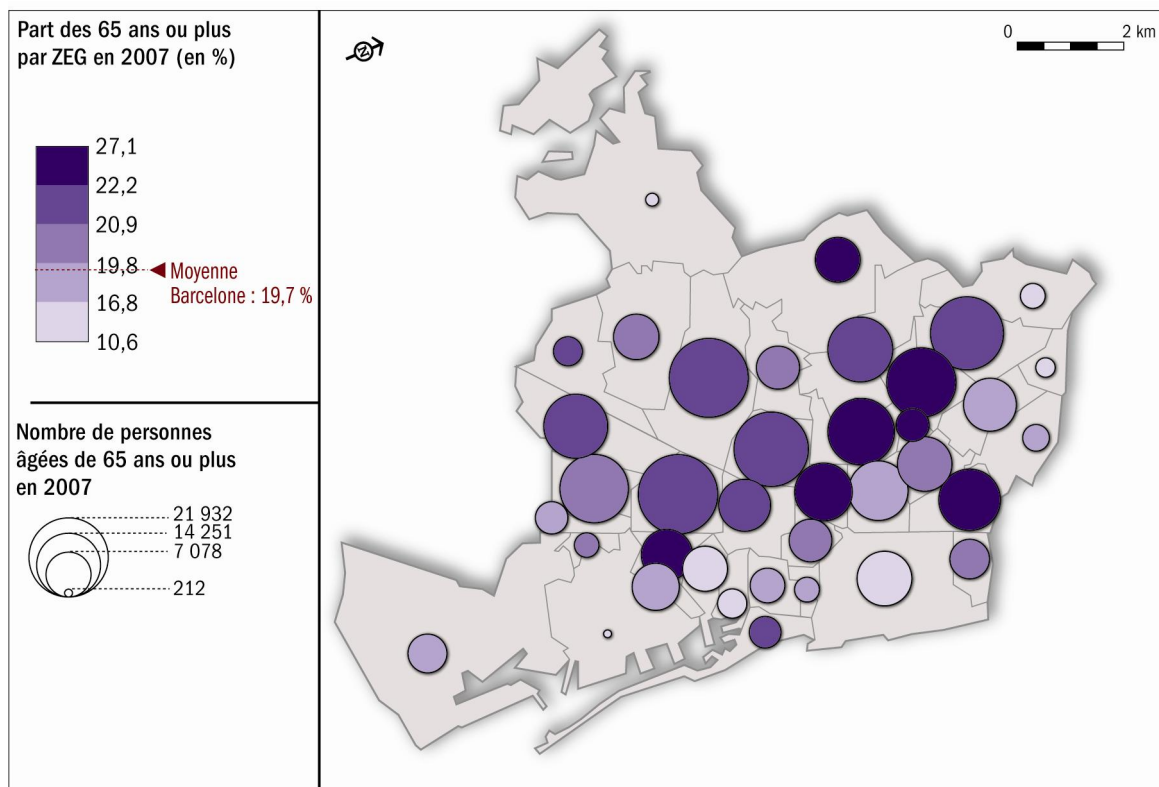 Part des 65 ans ou plus
par ZEG en 2007 (en %)
27,1
22,2
20,9
19,8
Moyenne
Barcelone : 19,7 %
16,8
10,6
Nombre de personnes
âgées de 65 ans ou plus
en 2007
21 932
14 251
7 078
212
N
0 2 km